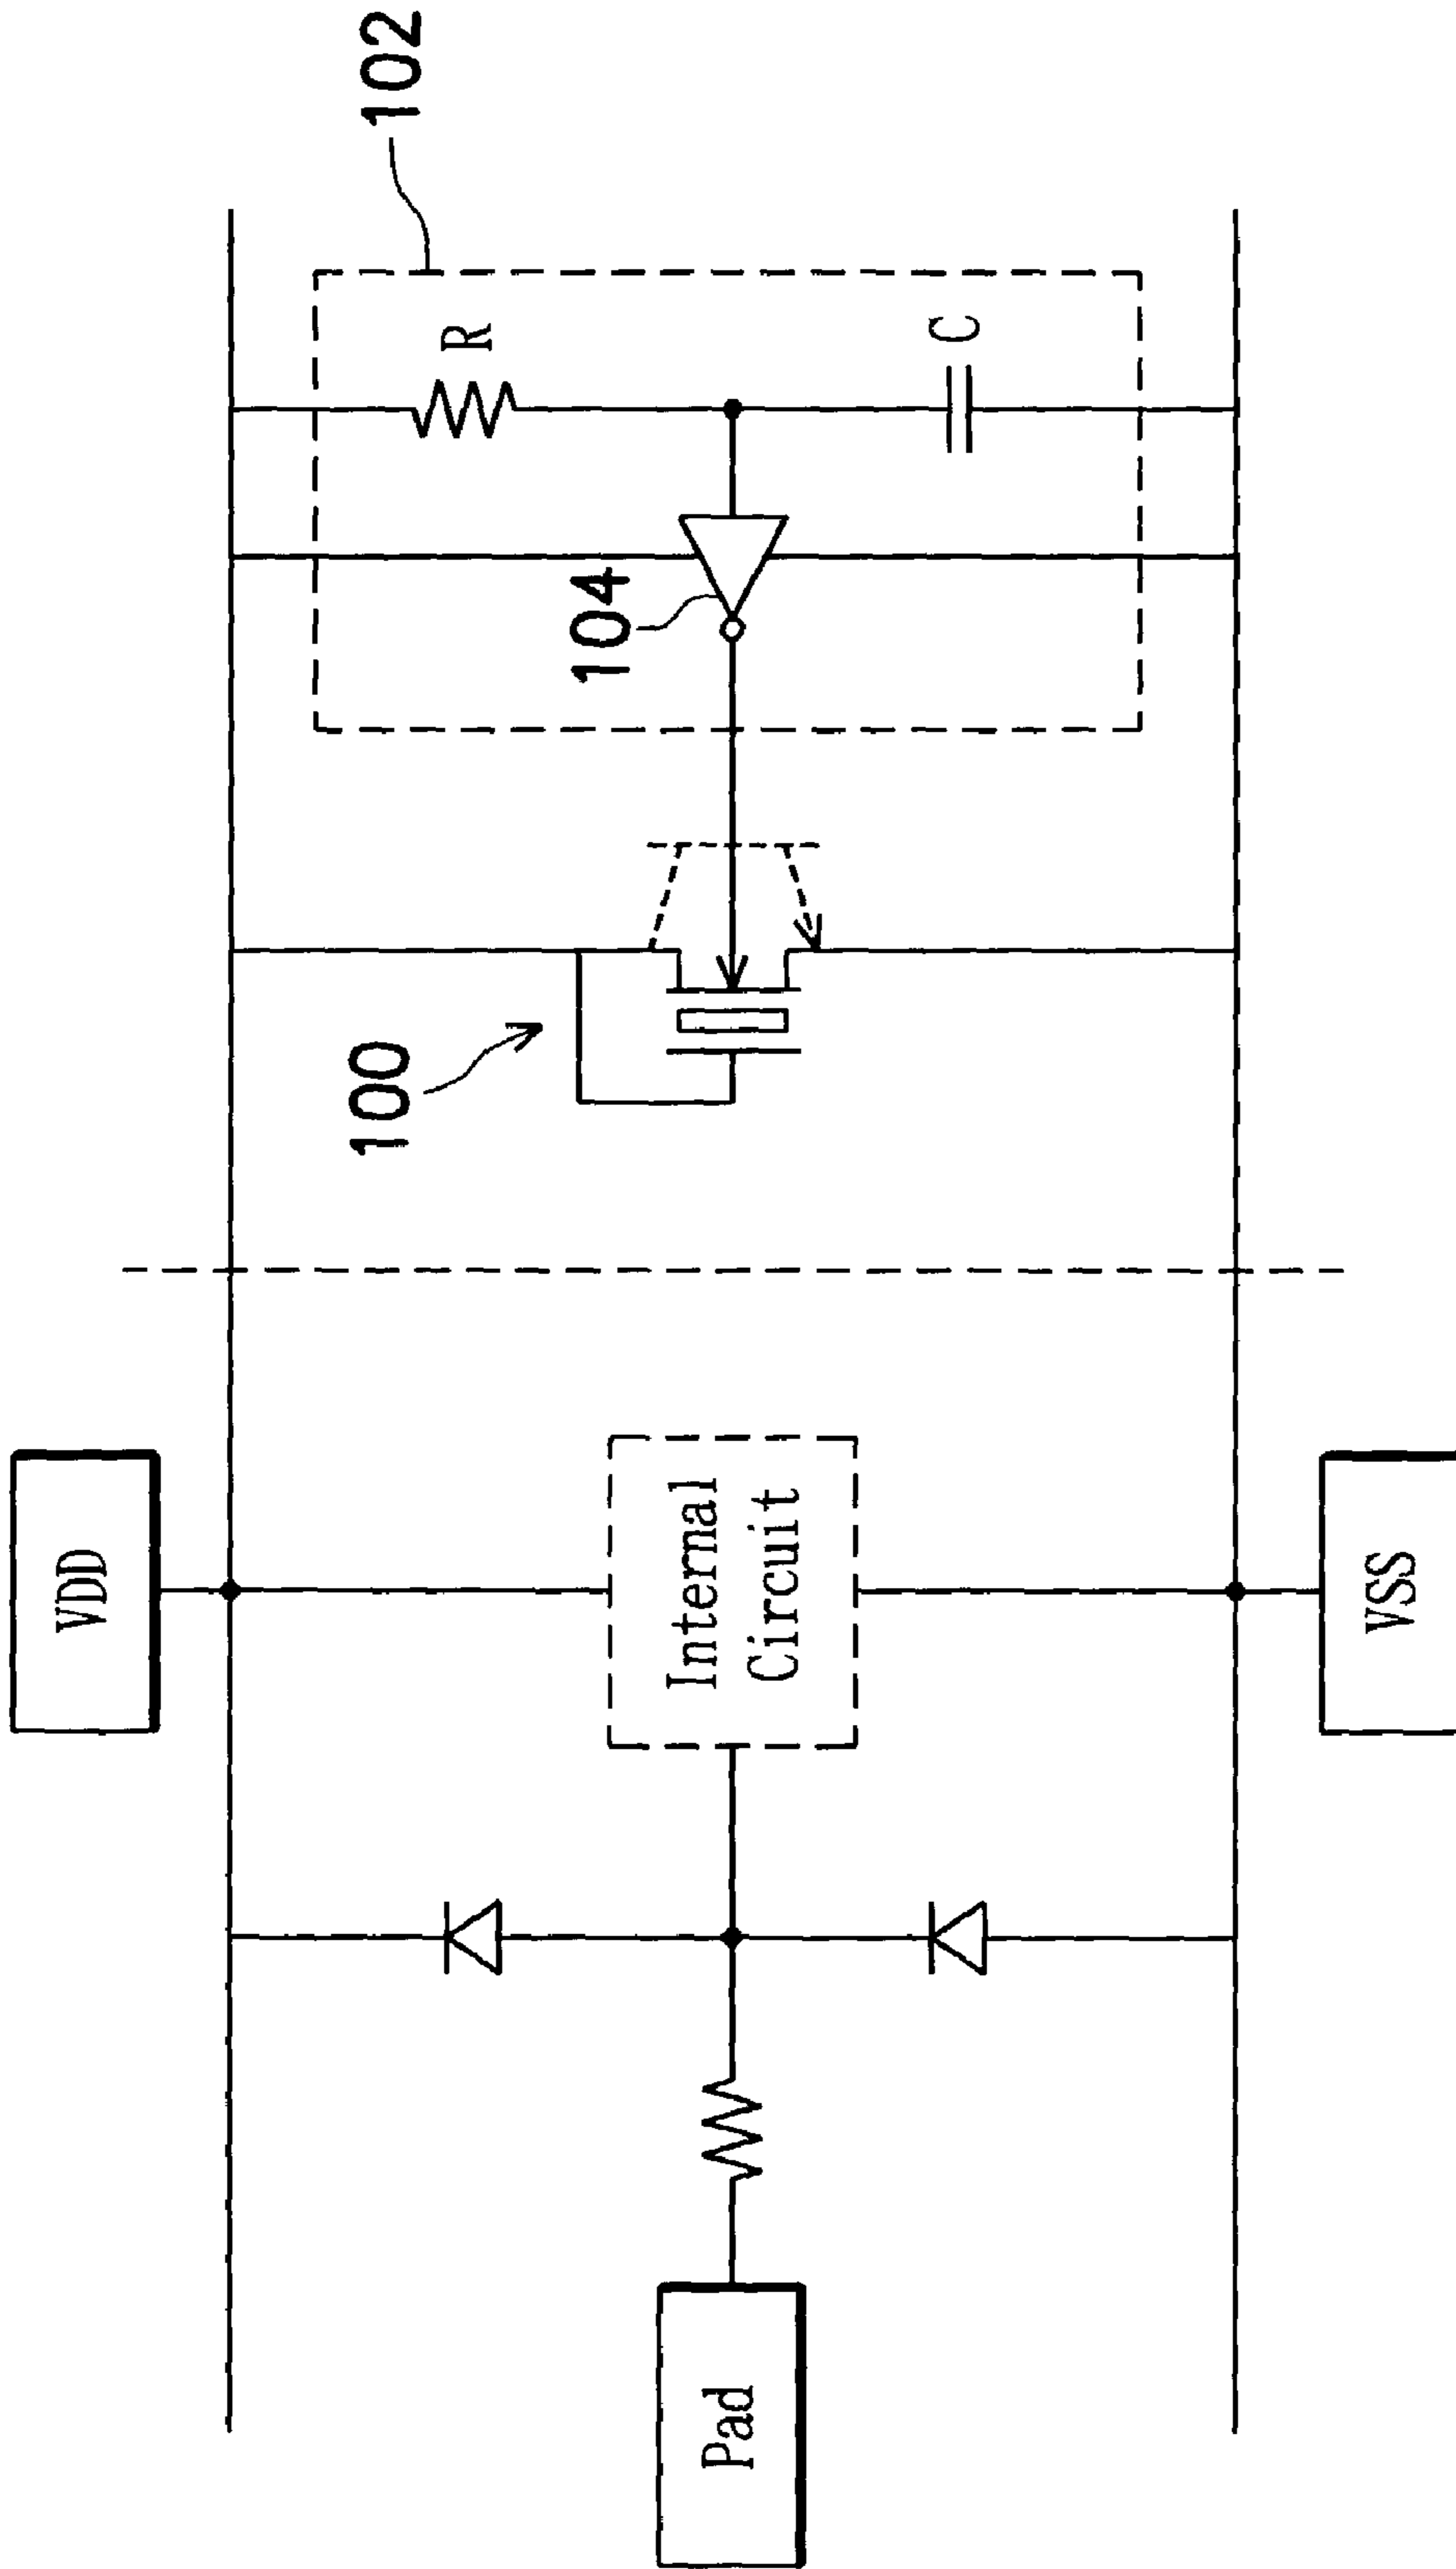 VDD
102
R
100
104
Internal
Circuit
Pad
C
VSS